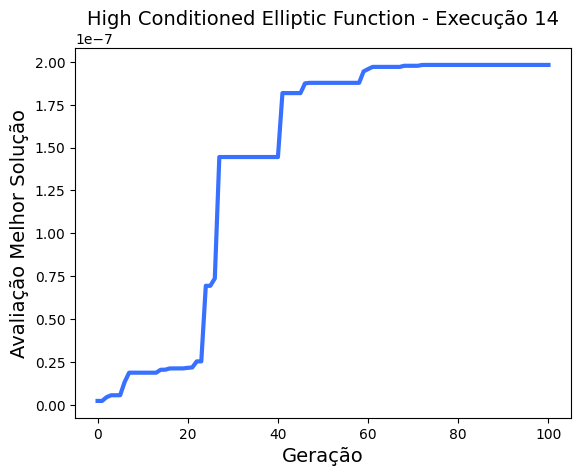 High Conditioned Elliptic Function - Execução 14
1e−7
2.00
1.75
1.50
1.25
1.00
0.75
0.50
0.25
0.00
Avaliação Melhor Solução
0 20 40 60 80 100
Geração